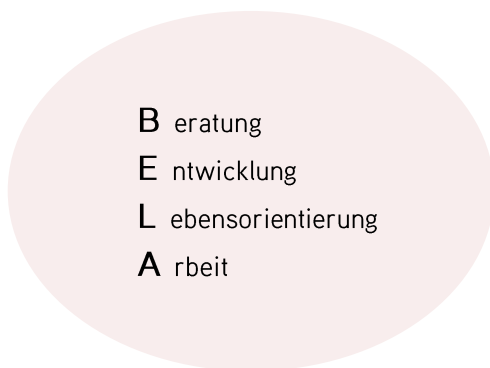 B eratung
E ntwicklung
L ebensorientierung
A rbeit